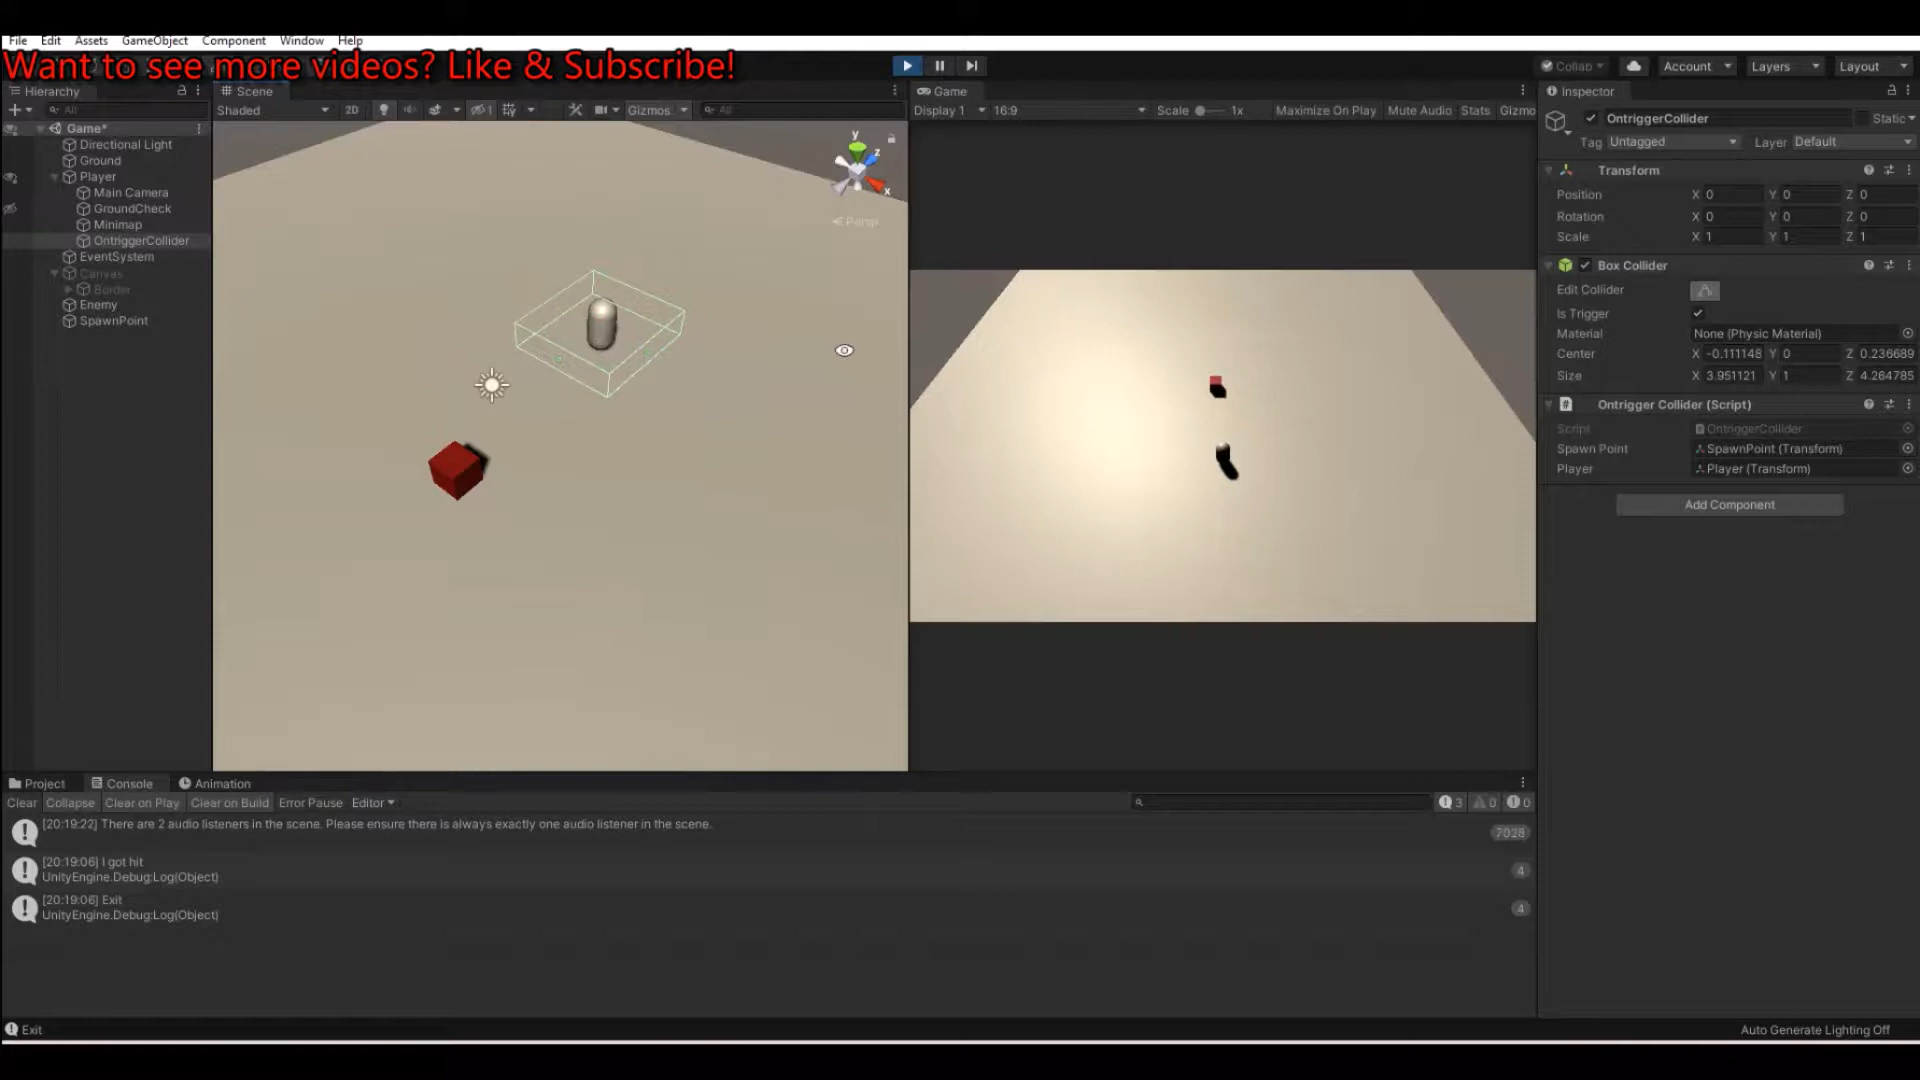 File Edit Assets GameObject Component Window Help
Want to see more videos? Like & Subscribe!
Collab Account Layers Layout
Hierarchy
All
Game*
Directional Light
Ground
Player
Main Camera
GroundCheck
Minimap
OntriggerCollider
EventSystem
Canvas
Border
Enemy
SpawnPoint
Scene
Shaded 2D 1 Gizmos All
y
z
x
Persp
Game
Display 1 16:9 Scale 1x Maximize On Play Mute Audio Stats Gizmo
Inspector
OntriggerCollider Static
Tag Untagged Layer Default
Transform
Position X 0 Y 0 Z 0
Rotation X 0 Y 0 Z 0
Scale X 1 Y 1 Z 1
Box Collider
Edit Collider
Is Trigger
Material None (Physic Material)
Center X -0.111148 Y 0 Z 0.236689
Size X 3.951121 Y 1 Z 4.264785
Ontrigger Collider (Script)
Script OntriggerCollider
Spawn Point SpawnPoint (Transform)
Player Player (Transform)
Add Component
Project Console Animation
Clear Collapse Clear on Play Clear on Build Error Pause Editor 3 0 0
[20:19:22] There are 2 audio listeners in the scene. Please ensure there is always exactly one audio listener in the scene.
7028
[20:19:06] I got hit
UnityEngine.Debug:Log(Object)
4
[20:19:06] Exit
UnityEngine.Debug:Log(Object)
4
Exit
Auto Generate Lighting Off